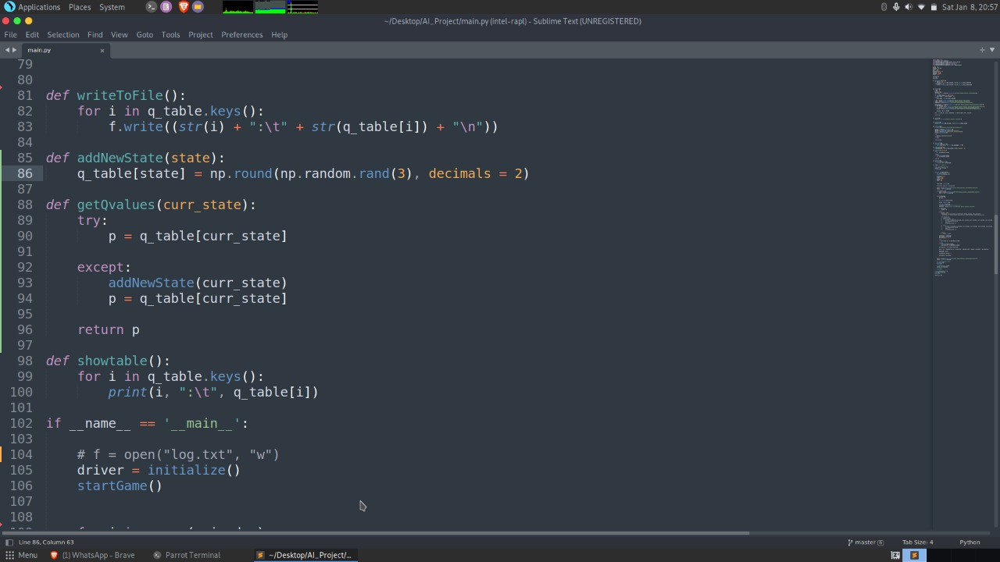 Applications Places System Sat Jan 8, 20:57
~/Desktop/AI_Project/main.py (intel-rapl) - Sublime Text (UNREGISTERED)
File Edit Selection Find View Goto Tools Project Preferences Help
main.py
79
80
81 def writeToFile():
82 for i in q_table.keys():
83 f.write((str(i) + ":\t" + str(q_table[i]) + "\n"))
84
85 def addNewState(state):
86 q_table[state] = np.round(np.random.rand(3), decimals = 2)
87
88 def getQvalues(curr_state):
89 try:
90 p = q_table[curr_state]
91
92 except:
93 addNewState(curr_state)
94 p = q_table[curr_state]
95
96 return p
97
98 def showtable():
99 for i in q_table.keys():
100 print(i, ":\t", q_table[i])
101
102 if __name__ == '__main__':
103
104 # f = open("log.txt", "w")
105 driver = initialize()
106 startGame()
107
108
Line 86, Column 63 master (6) Tab Size: 4 Python
Menu (1) WhatsApp - Brave Parrot Terminal ~/Desktop/AI_Project/...